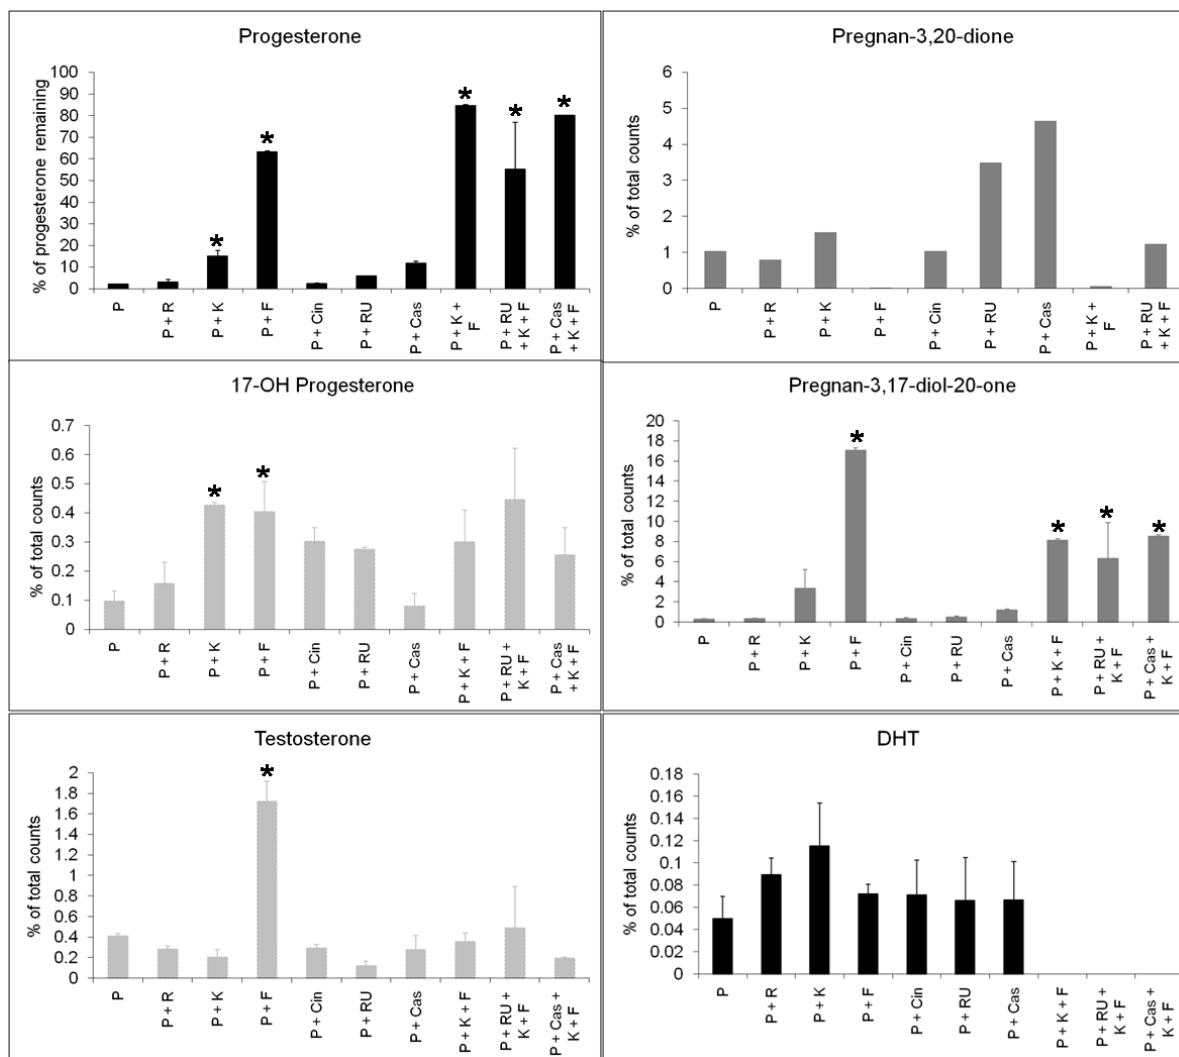 Progesterone
% of progesterone remaining
100
90
80
70
60
50
40
30
20
10
0
*
*
*
*
*
P
P + R
P + K
P + F
P + Cin
P + RU
P + Cas
P + K +
F
P + RU
+ K + F
P + Cas
+ K + F
Pregnan-3,20-dione
% of total counts
6
5
4
3
2
1
0
P
P + R
P + K
P + F
P + Cin
P + RU
P + Cas
P + K +
F
P + RU
+ K + F
17-OH Progesterone
% of total counts
0.7
0.6
0.5
0.4
0.3
0.2
0.1
0
*
*
P
P + R
P + K
P + F
P + Cin
P + RU
P + Cas
P + K + F
P + RU +
K + F
P + Cas
+ K + F
Pregnan-3,17-diol-20-one
% of total counts
20
18
16
14
12
10
8
6
4
2
0
*
*
*
*
P
P + R
P + K
P + F
P + Cin
P + RU
P + Cas
P + K + F
P + RU +
K + F
P + Cas +
K + F
Testosterone
% of total counts
2
1.8
1.6
1.4
1.2
1
0.8
0.6
0.4
0.2
0
*
P
P + R
P + K
P + F
P + Cin
P + RU
P + Cas
P + K + F
P + RU +
K + F
P + Cas +
K + F
DHT
% of total counts
0.18
0.16
0.14
0.12
0.1
0.08
0.06
0.04
0.02
0
P
P + R
P + K
P + F
P + Cin
P + RU
P + Cas
P + K + F
P + RU +
K + F
P + Cas +
K + F